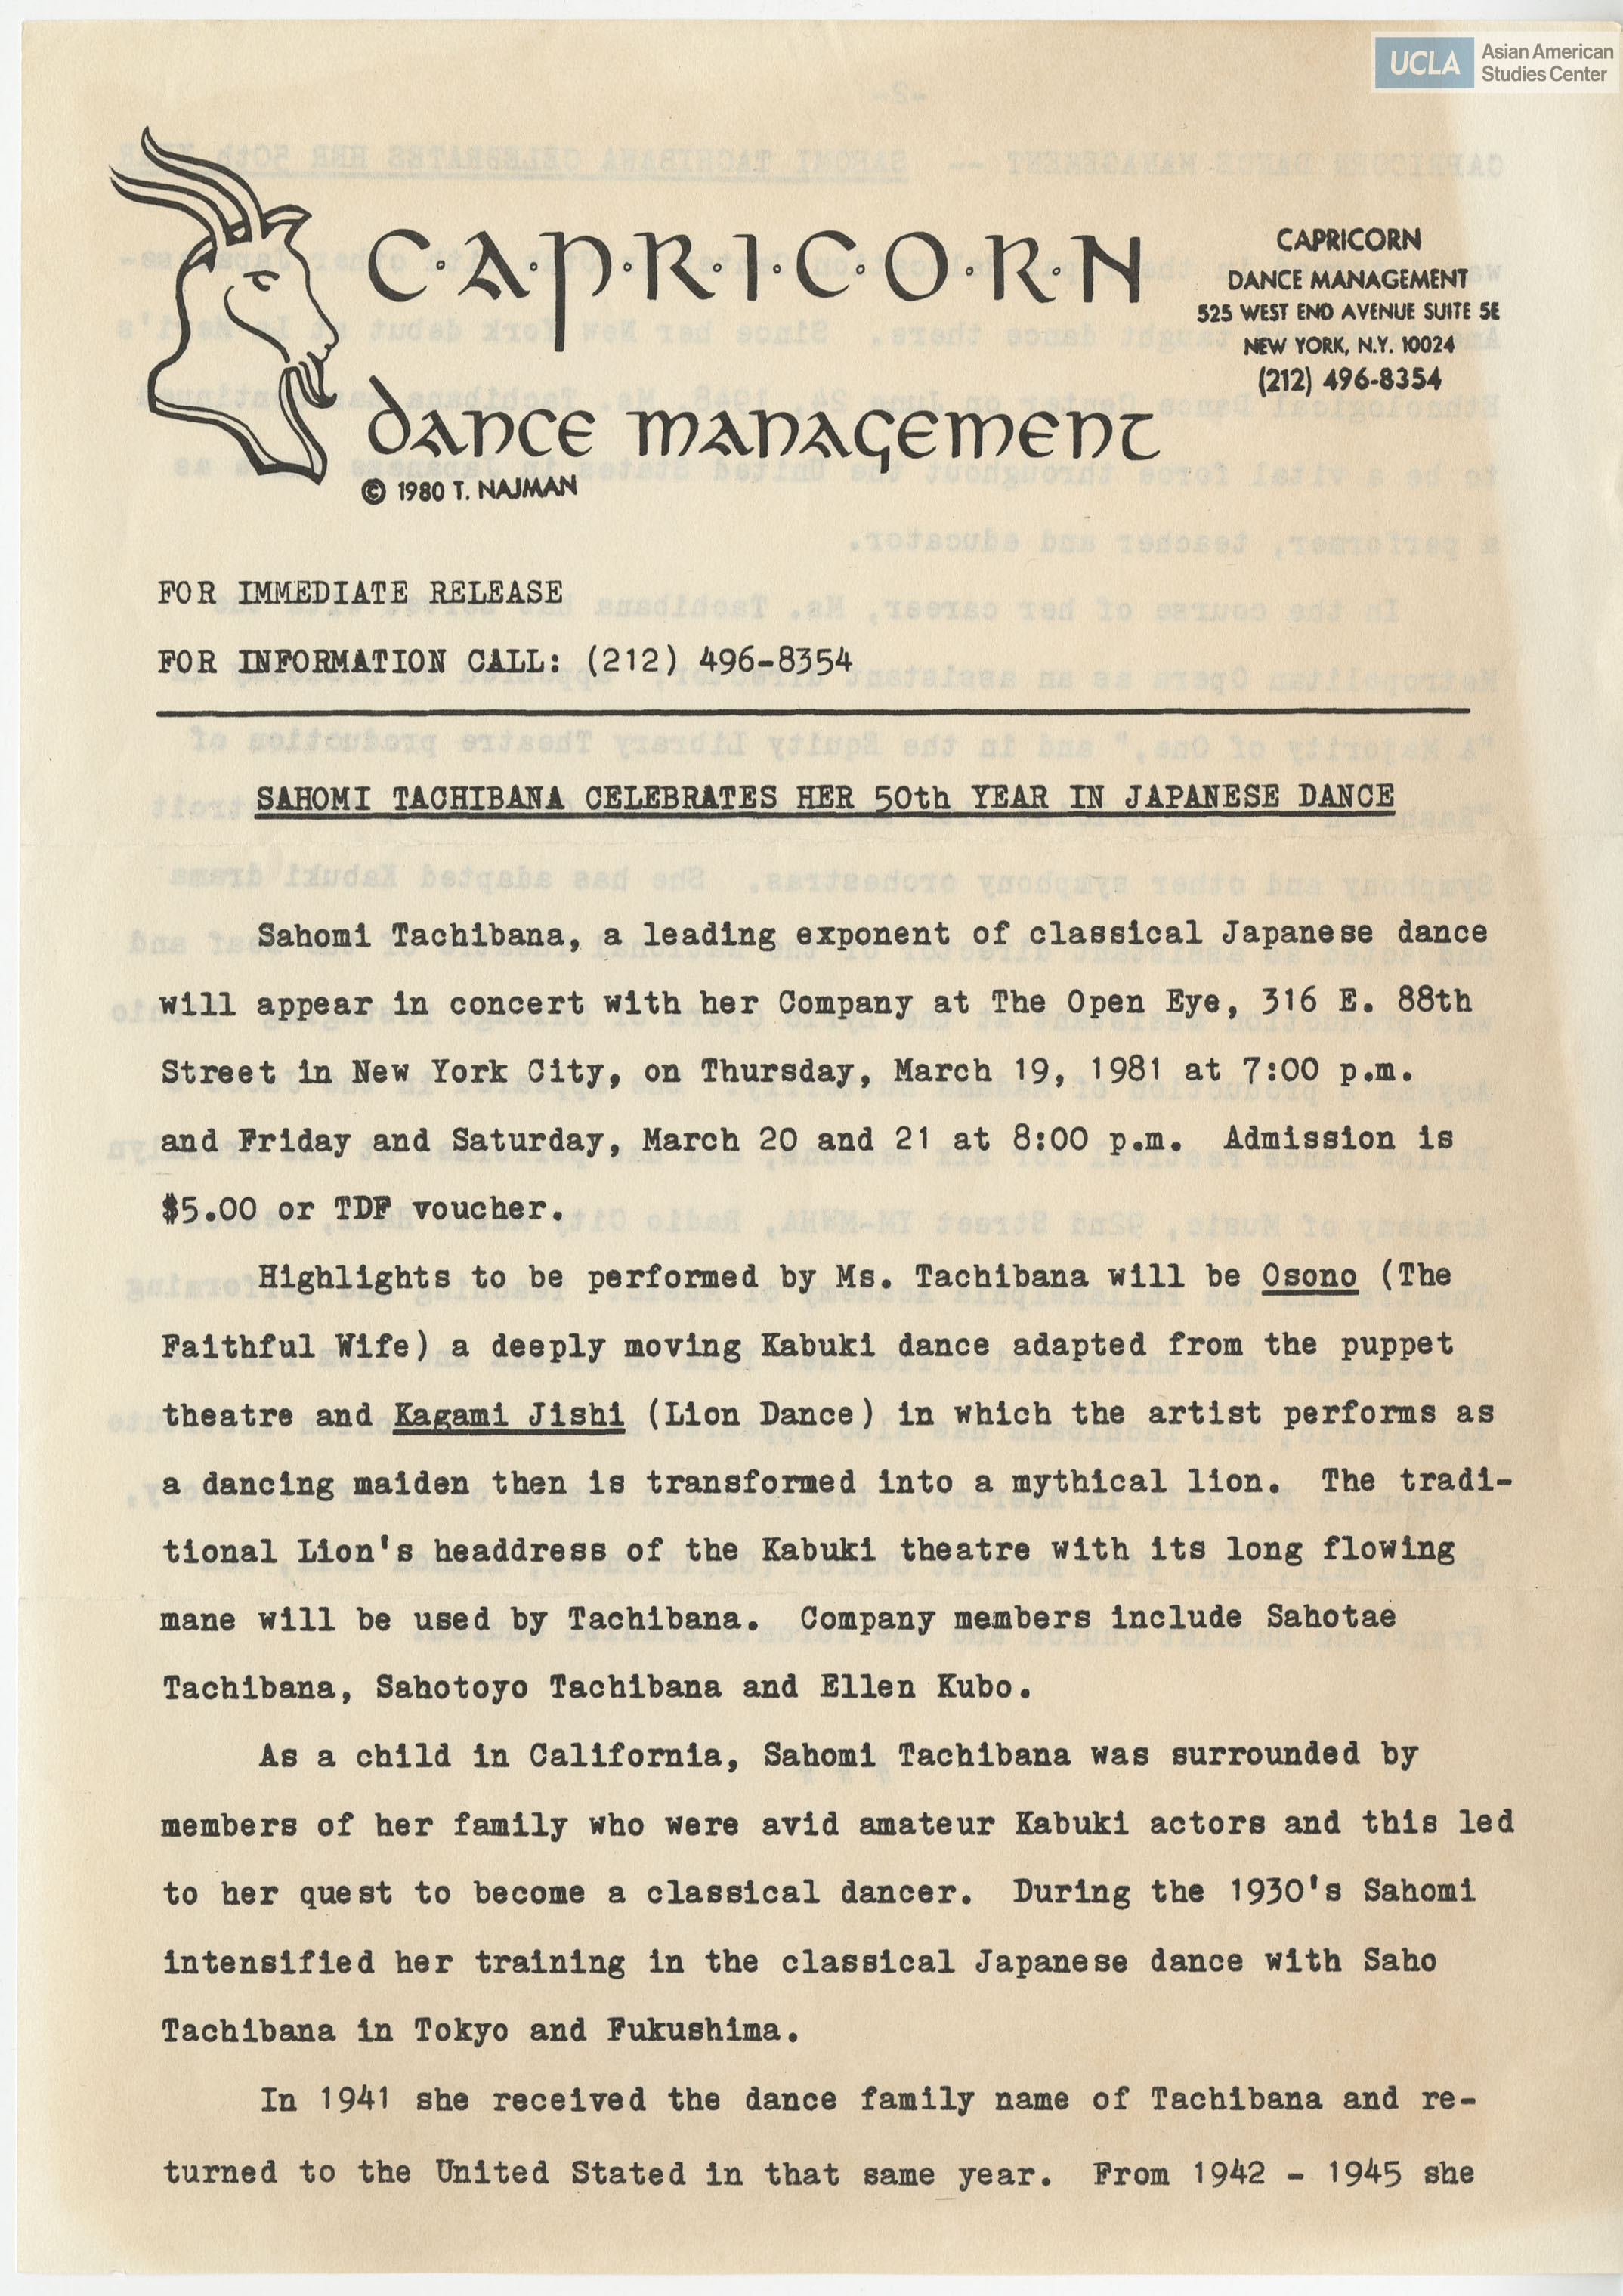 UCLA Asian American
Studies Center
C·A·P·R·I·C·O·R·N
dance management
© 1980 T. NAJMAN
CAPRICORN
DANCE MANAGEMENT
525 WEST END AVENUE SUITE 5E
NEW YORK, N.Y. 10024
(212) 496-8354
FOR IMMEDIATE RELEASE
FOR INFORMATION CALL: (212) 496-8354
SAHOMI TACHIBANA CELEBRATES HER 50th YEAR IN JAPANESE DANCE
Sahomi Tachibana, a leading exponent of classical Japanese dance
will appear in concert with her Company at The Open Eye, 316 E. 88th
Street in New York City, on Thursday, March 19, 1981 at 7:00 p.m.
and Friday and Saturday, March 20 and 21 at 8:00 p.m. Admission is
$5.00 or TDF voucher.
Highlights to be performed by Ms. Tachibana will be Osono (The
Faithful Wife) a deeply moving Kabuki dance adapted from the puppet
theatre and Kagami Jishi (Lion Dance) in which the artist performs as
a dancing maiden then is transformed into a mythical lion. The tradi-
tional Lion's headdress of the Kabuki theatre with its long flowing
mane will be used by Tachibana. Company members include Sahotae
Tachibana, Sahotoyo Tachibana and Ellen Kubo.
As a child in California, Sahomi Tachibana was surrounded by
members of her family who were avid amateur Kabuki actors and this led
to her quest to become a classical dancer. During the 1930's Sahomi
intensified her training in the classical Japanese dance with Saho
Tachibana in Tokyo and Fukushima.
In 1941 she received the dance family name of Tachibana and re-
turned to the United Stated in that same year. From 1942 - 1945 she